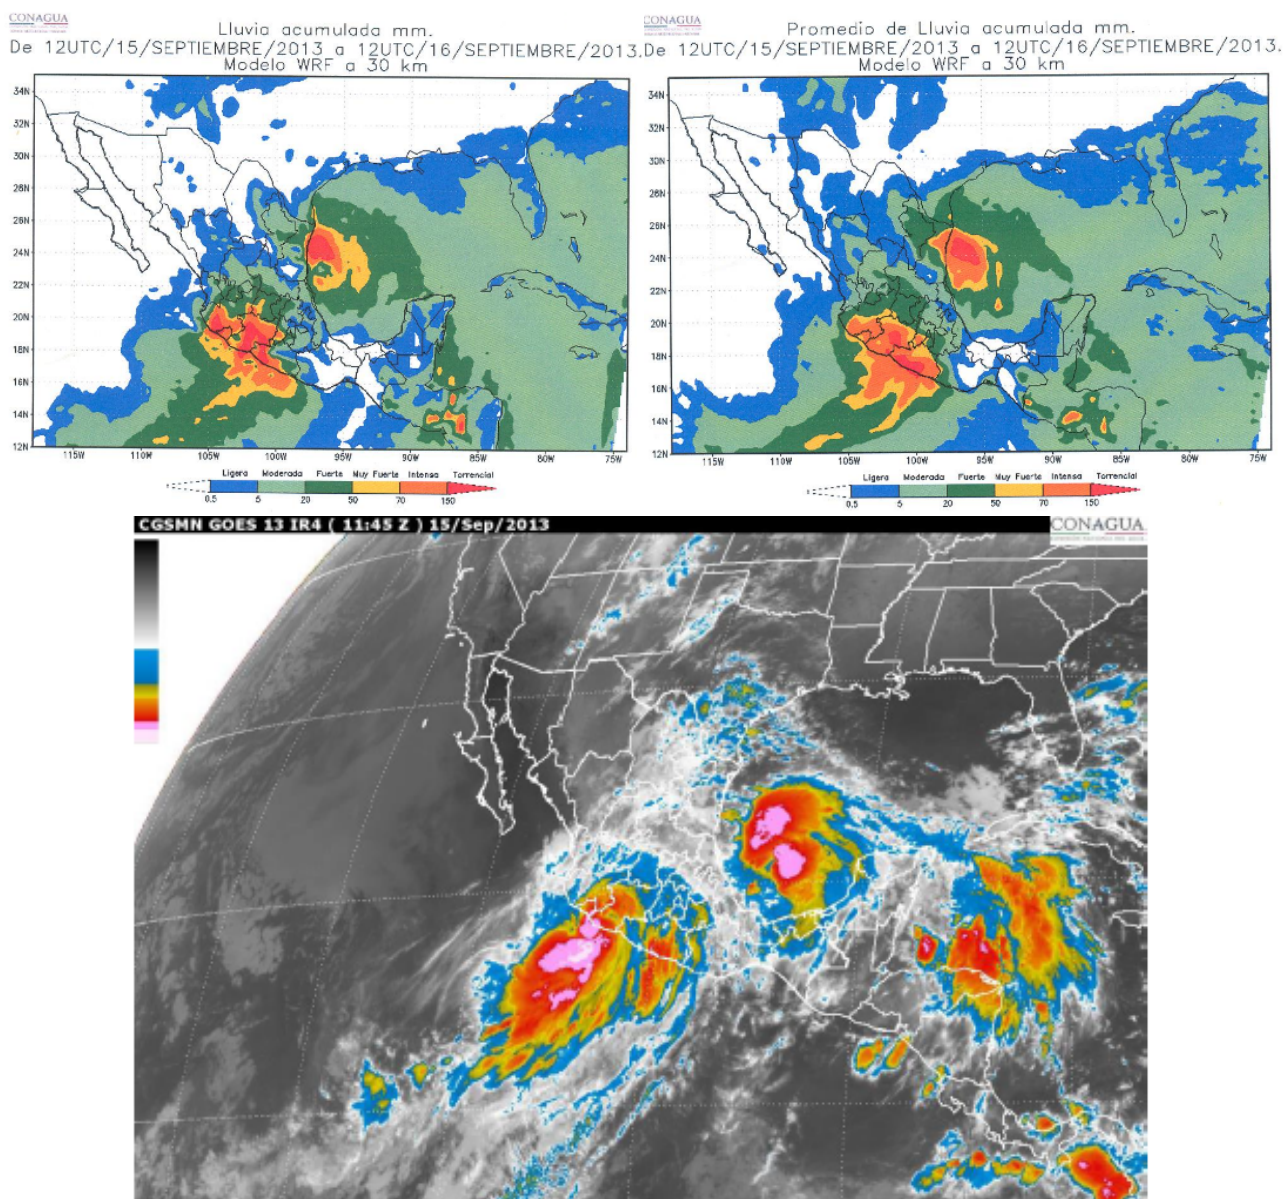 CONAGUA
Lluvia acumulada mm.
De 12UTC/15/SEPTIEMBRE/2013 a 12UTC/16/SEPTIEMBRE/2013.
Modelo WRF a 30 km
34N
32N
30N
28N
26N
24N
22N
20N
18N
16N
14N
12N
115W 110W 105W 100W 95W 90W 85W 80W 75W
Ligera Moderada Fuerte Muy Fuerte Intensa Torrencial
0.5 5 20 50 70 150
CONAGUA
Promedio de Lluvia acumulada mm.
De 12UTC/15/SEPTIEMBRE/2013 a 12UTC/16/SEPTIEMBRE/2013.
Modelo WRF a 30 km
34N
32N
30N
28N
26N
24N
22N
20N
18N
16N
14N
12N
115W 110W 105W 100W 95W 90W 85W 80W 75W
Ligera Moderada Fuerte Muy Fuerte Intensa Torrencial
0.5 5 20 50 70 150
CGSMN GOES 13 IR4 ( 11:45 Z ) 15/Sep/2013
CONAGUA